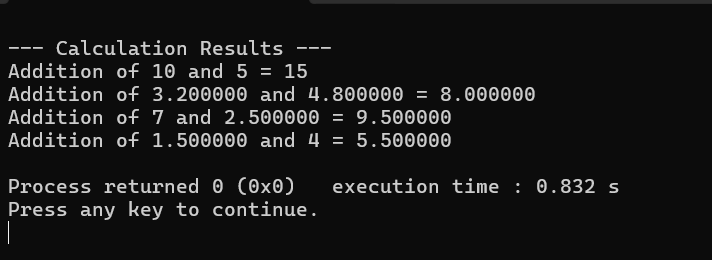 --- Calculation Results ---
Addition of 10 and 5 = 15
Addition of 3.200000 and 4.800000 = 8.000000
Addition of 7 and 2.500000 = 9.500000
Addition of 1.500000 and 4 = 5.500000
Process returned 0 (0x0)   execution time : 0.832 s
Press any key to continue.